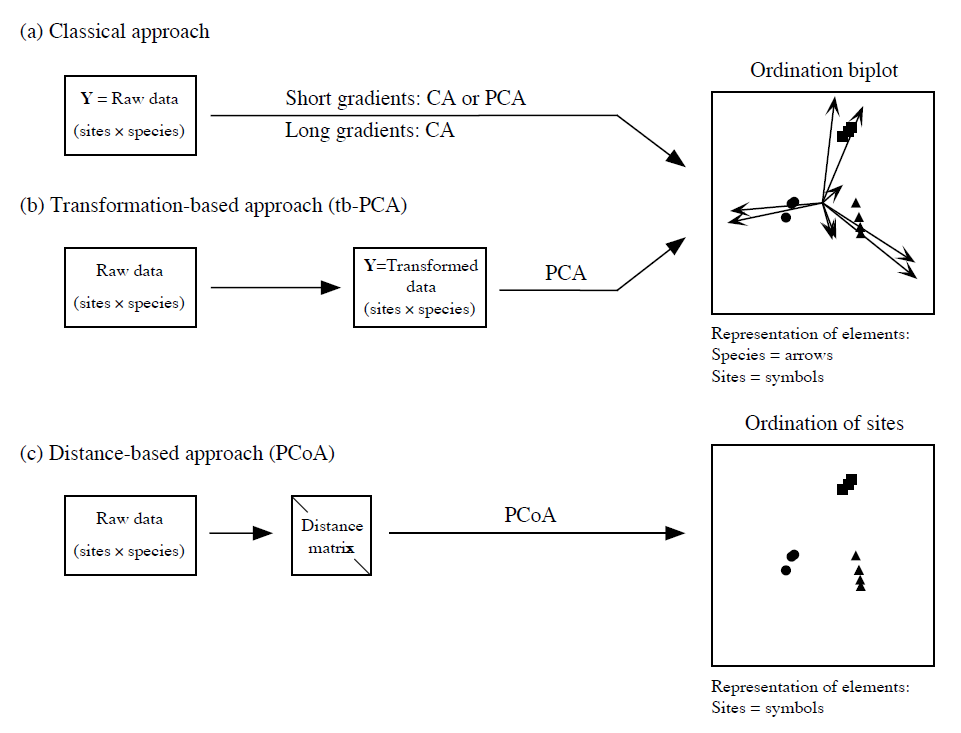 (a) Classical approach
Y = Raw data
(sites × species)
Short gradients: CA or PCA
Long gradients: CA
Ordination biplot
(b) Transformation-based approach (tb-PCA)
Raw data
(sites × species)
Y=Transformed
data
(sites × species)
PCA
Representation of elements:
Species = arrows
Sites = symbols
(c) Distance-based approach (PCoA)
Raw data
(sites × species)
Distance
matrix
PCoA
Ordination of sites
Representation of elements:
Sites = symbols